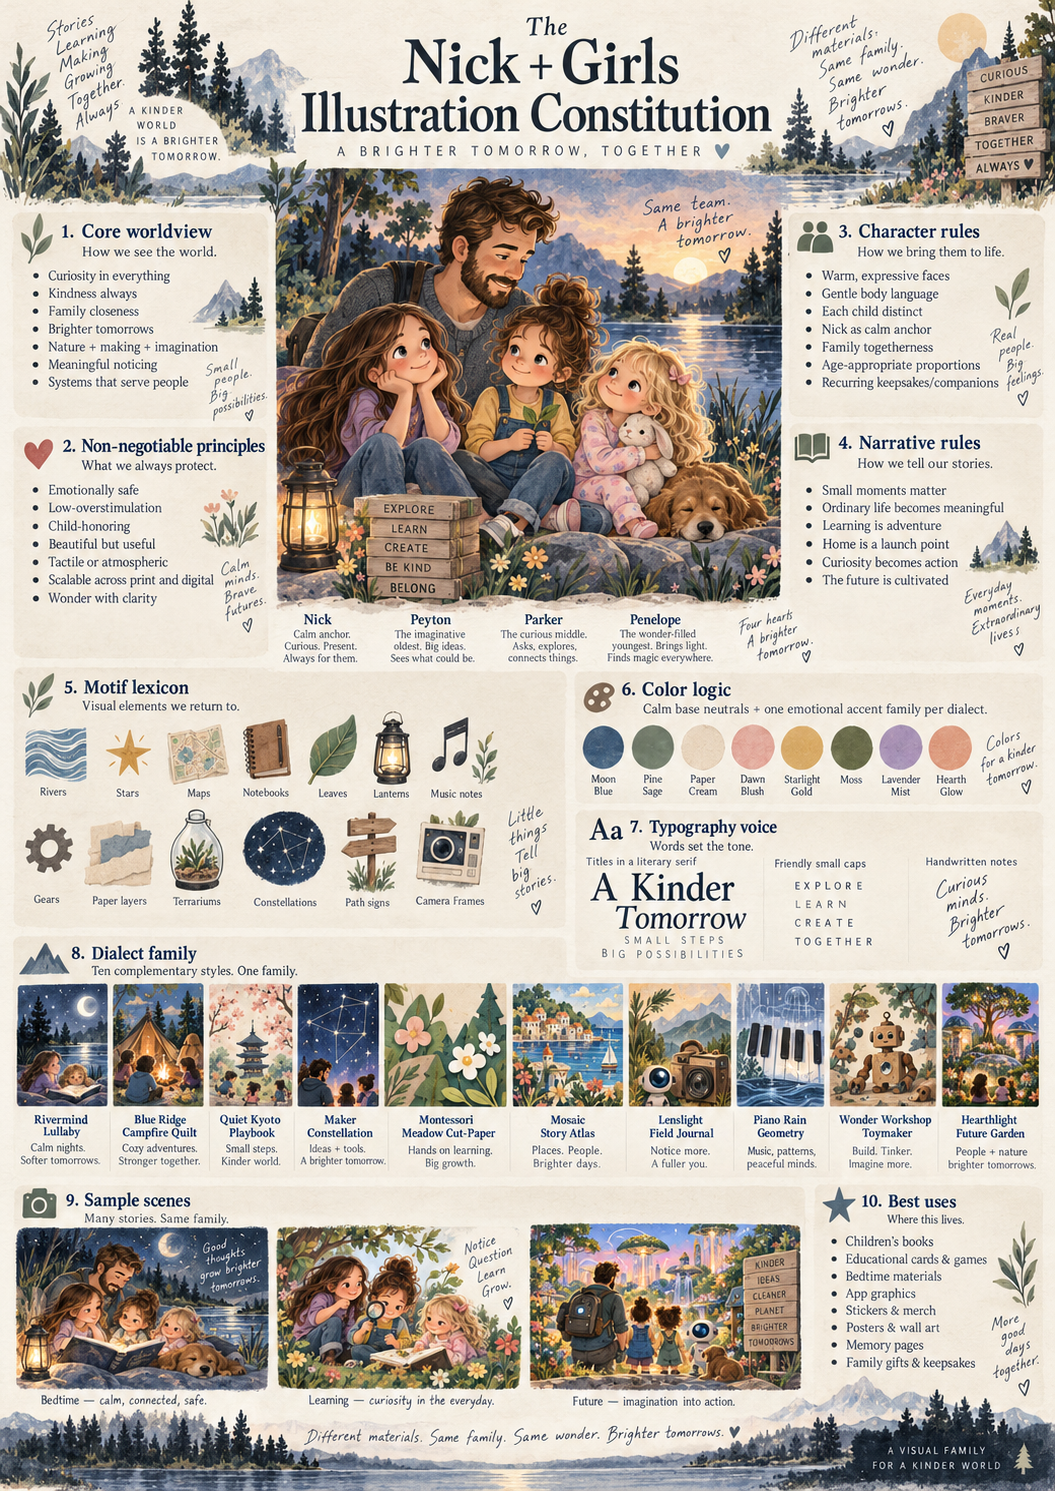 Stories
Learning
Making
Growing
Together.
Always.
A KINDER
WORLD
IS A BRIGHTER
TOMORROW.
The
Nick + Girls
Illustration Constitution
A BRIGHTER TOMORROW, TOGETHER
Different
materials.
Same family.
Same wonder.
Brighter
tomorrows.
CURIOUS
KINDER
BRAVER
TOGETHER
ALWAYS
Same team.
A brighter
tomorrow.
1. Core worldview
How we see the world.
• Curiosity in everything
• Kindness always
• Family closeness
• Brighter tomorrows
• Nature + making + imagination
• Meaningful noticing
• Systems that serve people
Small
people.
Big
possibilities.
2. Non-negotiable principles
What we always protect.
• Emotionally safe
• Low-overstimulation
• Child-honoring
• Beautiful but useful
• Tactile or atmospheric
• Scalable across print and digital
• Wonder with clarity
Calm
minds.
Brave
futures.
EXPLORE
LEARN
CREATE
BE KIND
BELONG
Nick
Calm anchor.
Curious. Present.
Always for them.
Peyton
The imaginative
oldest. Big ideas.
Sees what could be.
Parker
The curious middle.
Asks, explores,
connects things.
Penelope
The wonder-filled
youngest. Brings light.
Finds magic everywhere.
Four hearts
A brighter
tomorrow.
3. Character rules
How we bring them to life.
• Warm, expressive faces
• Gentle body language
• Each child distinct
• Nick as calm anchor
• Family togetherness
• Age-appropriate proportions
• Recurring keepsakes/companions
Real
people.
Big
feelings.
4. Narrative rules
How we tell our stories.
• Small moments matter
• Ordinary life becomes meaningful
• Learning is adventure
• Home is a launch point
• Curiosity becomes action
• The future is cultivated
Everyday
moments.
Extraordinary
lives
5. Motif lexicon
Visual elements we return to.
Rivers
Stars
Maps
Notebooks
Leaves
Lanterns
Music notes
Gears
Paper layers
Terrariums
Constellations
Path signs
Camera Frames
Little
things
Tell
big
stories.
6. Color logic
Calm base neutrals + one emotional accent family per dialect.
Moon
Blue
Pine
Sage
Paper
Cream
Dawn
Blush
Starlight
Gold
Moss
Lavender
Mist
Hearth
Glow
Colors
for a kinder
tomorrow.
Aa 7. Typography voice
Words set the tone.
Titles in a literary serif
A Kinder
Tomorrow
SMALL STEPS
BIG POSSIBILITIES
Friendly small caps
EXPLORE
LEARN
CREATE
TOGETHER
Handwritten notes
Curious
minds.
Brighter
tomorrows.
8. Dialect family
Ten complementary styles. One family.
Rivermind
Lullaby
Calm nights.
Softer tomorrows.
Blue Ridge
Campfire Quilt
Cozy adventures.
Stronger together.
Quiet Kyoto
Playbook
Small steps.
Kinder world.
Maker
Constellation
Ideas + tools.
A brighter tomorrow.
Montessori
Meadow Cut-Paper
Hands on learning.
Big growth.
Mosaic
Story Atlas
Places. People.
Brighter days.
Lenslight
Field Journal
Notice more.
A fuller you.
Piano Rain
Geometry
Music, patterns,
peaceful minds.
Wonder Workshop
Toymaker
Build. Tinker.
Imagine more.
Hearthlight
Future Garden
People + nature
brighter tomorrows.
9. Sample scenes
Many stories. Same family.
Good
thoughts
grow brighter
tomorrows.
Bedtime — calm, connected, safe.
Notice
Question
Learn
Grow.
Learning — curiosity in the everyday.
KINDER
IDEAS
CLEANER
PLANET
BRIGHTER
TOMORROWS
Future — imagination into action.
10. Best uses
Where this lives.
• Children's books
• Educational cards & games
• Bedtime materials
• App graphics
• Stickers & merch
• Posters & wall art
• Memory pages
• Family gifts & keepsakes
More
good
days
together.
Different materials. Same family. Same wonder. Brighter tomorrows.
A VISUAL FAMILY
FOR A KINDER WORLD